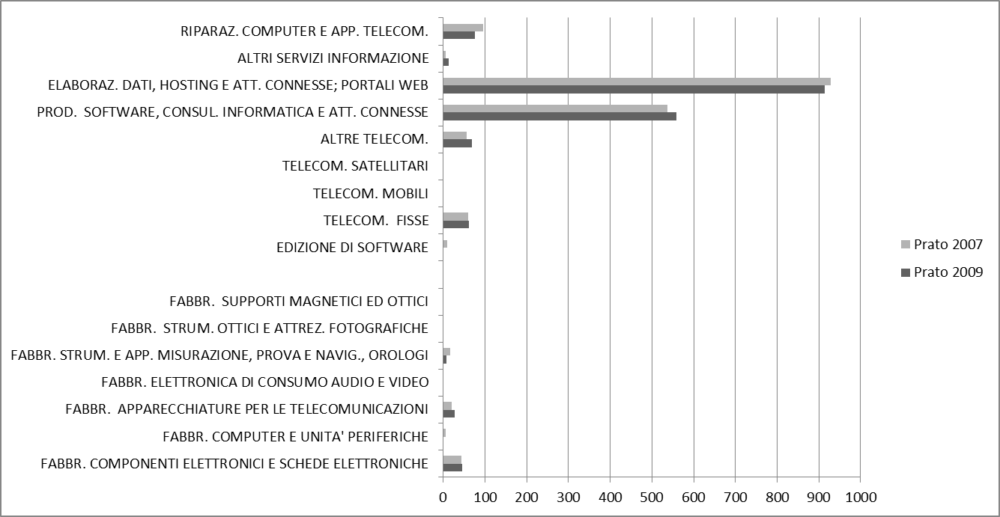 RIPARAZ. COMPUTER E APP. TELECOM.
ALTRI SERVIZI INFORMAZIONE
ELABORAZ. DATI, HOSTING E ATT. CONNESSE; PORTALI WEB
PROD.  SOFTWARE, CONSUL. INFORMATICA E ATT. CONNESSE
ALTRE TELECOM.
TELECOM. SATELLITARI
TELECOM. MOBILI
TELECOM.  FISSE
EDIZIONE DI SOFTWARE
FABBR.  SUPPORTI MAGNETICI ED OTTICI
FABBR.  STRUM. OTTICI E ATTREZ. FOTOGRAFICHE
FABBR. STRUM. E APP. MISURAZIONE, PROVA E NAVIG., OROLOGI
FABBR. ELETTRONICA DI CONSUMO AUDIO E VIDEO
FABBR.  APPARECCHIATURE PER LE TELECOMUNICAZIONI
FABBR. COMPUTER E UNITA' PERIFERICHE
FABBR. COMPONENTI ELETTRONICI E SCHEDE ELETTRONICHE
0 100 200 300 400 500 600 700 800 900 1000
Prato 2007
Prato 2009